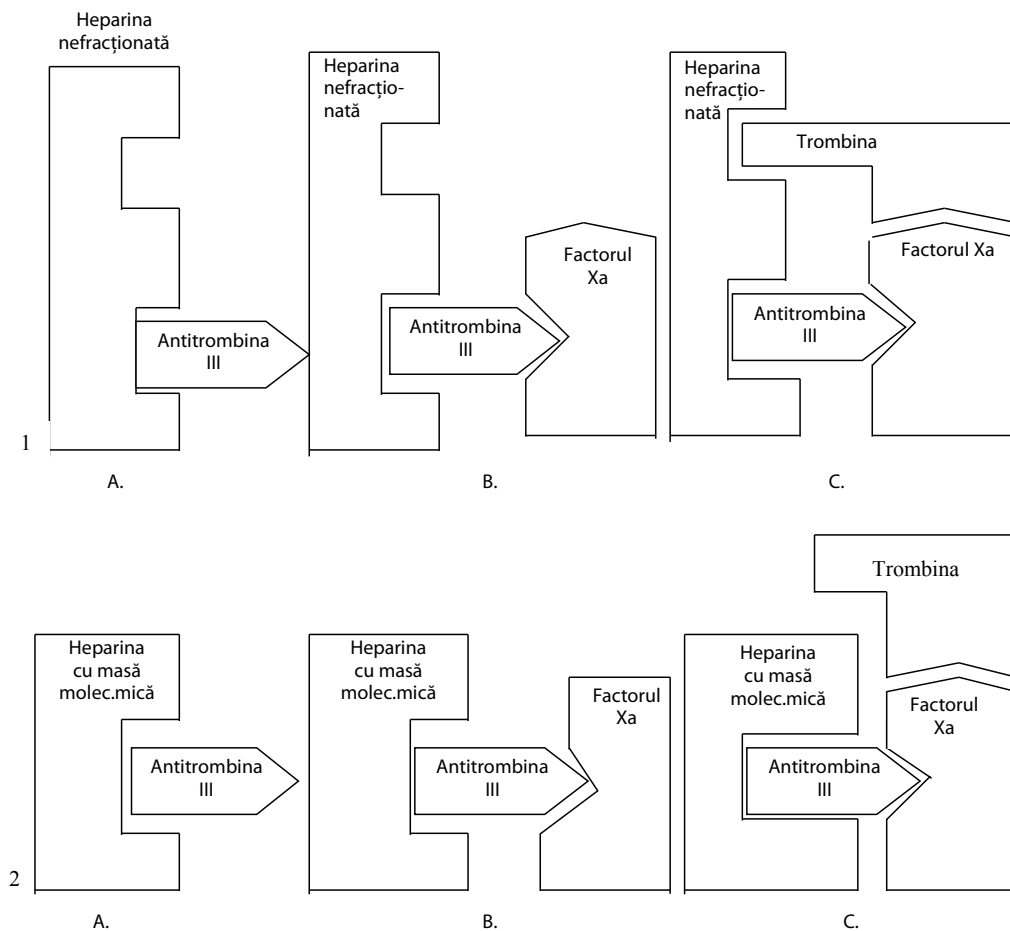 Heparina
nefracționată
Heparina
nefracțio-
nată
Heparina
nefracțio-
nată
Trombina
Factorul
Xa
Factorul Xa
Antitrombina
III
Antitrombina
III
Antitrombina
III
1
A.
B.
C.
Trombina
Heparina
cu masă
molec.mică
Heparina
cu masă
molec.mică
Heparina
cu masă
molec.mică
Factorul
Xa
Factorul
Xa
Antitrombina
III
Antitrombina
III
Antitrombina
III
2
A.
B.
C.